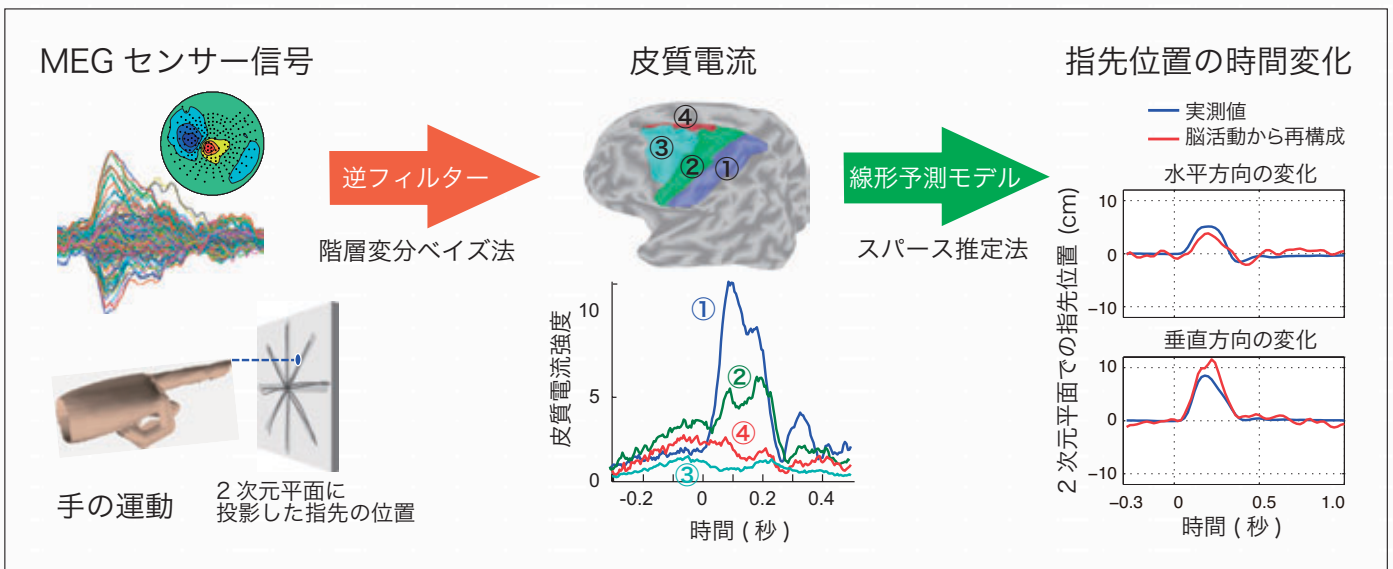 MEG センサー信号
皮質電流
指先位置の時間変化
実測値
脳活動から再構成
逆フィルター
階層変分ベイズ法
④
③
②
①
線形予測モデル
スパース推定法
手の運動
2 次元平面に
投影した指先の位置
皮質電流強度
10
5
0
①
②
④
③
-0.2
0
0.2
0.4
時間 ( 秒 )
2 次元平面での指先位置 (cm)
水平方向の変化
10
0
−10
垂直方向の変化
10
0
−10
−0.3
0
0.5
1.0
時間 ( 秒 )